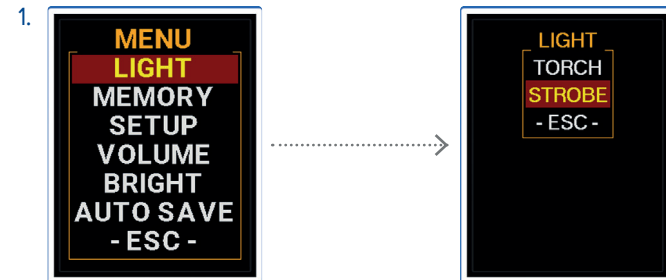 1.
MENU
LIGHT
MEMORY
SETUP
VOLUME
BRIGHT
AUTO SAVE
- ESC -
LIGHT
TORCH
STROBE
- ESC -